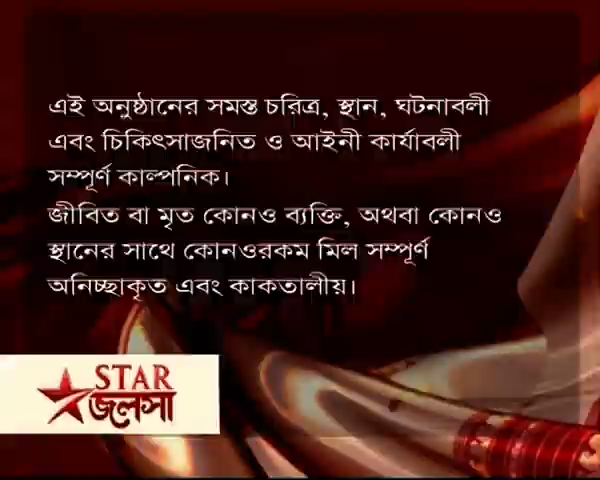 এই অনুষ্ঠানের সমস্ত চরিত্র, স্থান, ঘটনাবলী
এবং চিকিৎসাজনিত ও আইনী কার্যাবলী
সম্পূর্ণ কাল্পনিক।
জীবিত বা মৃত কোনও ব্যক্তি, অথবা কোনও
স্থানের সাথে কোনওরকম মিল সম্পূর্ণ
অনিচ্ছাকৃত এবং কাকতালীয়।
STAR
জলসা